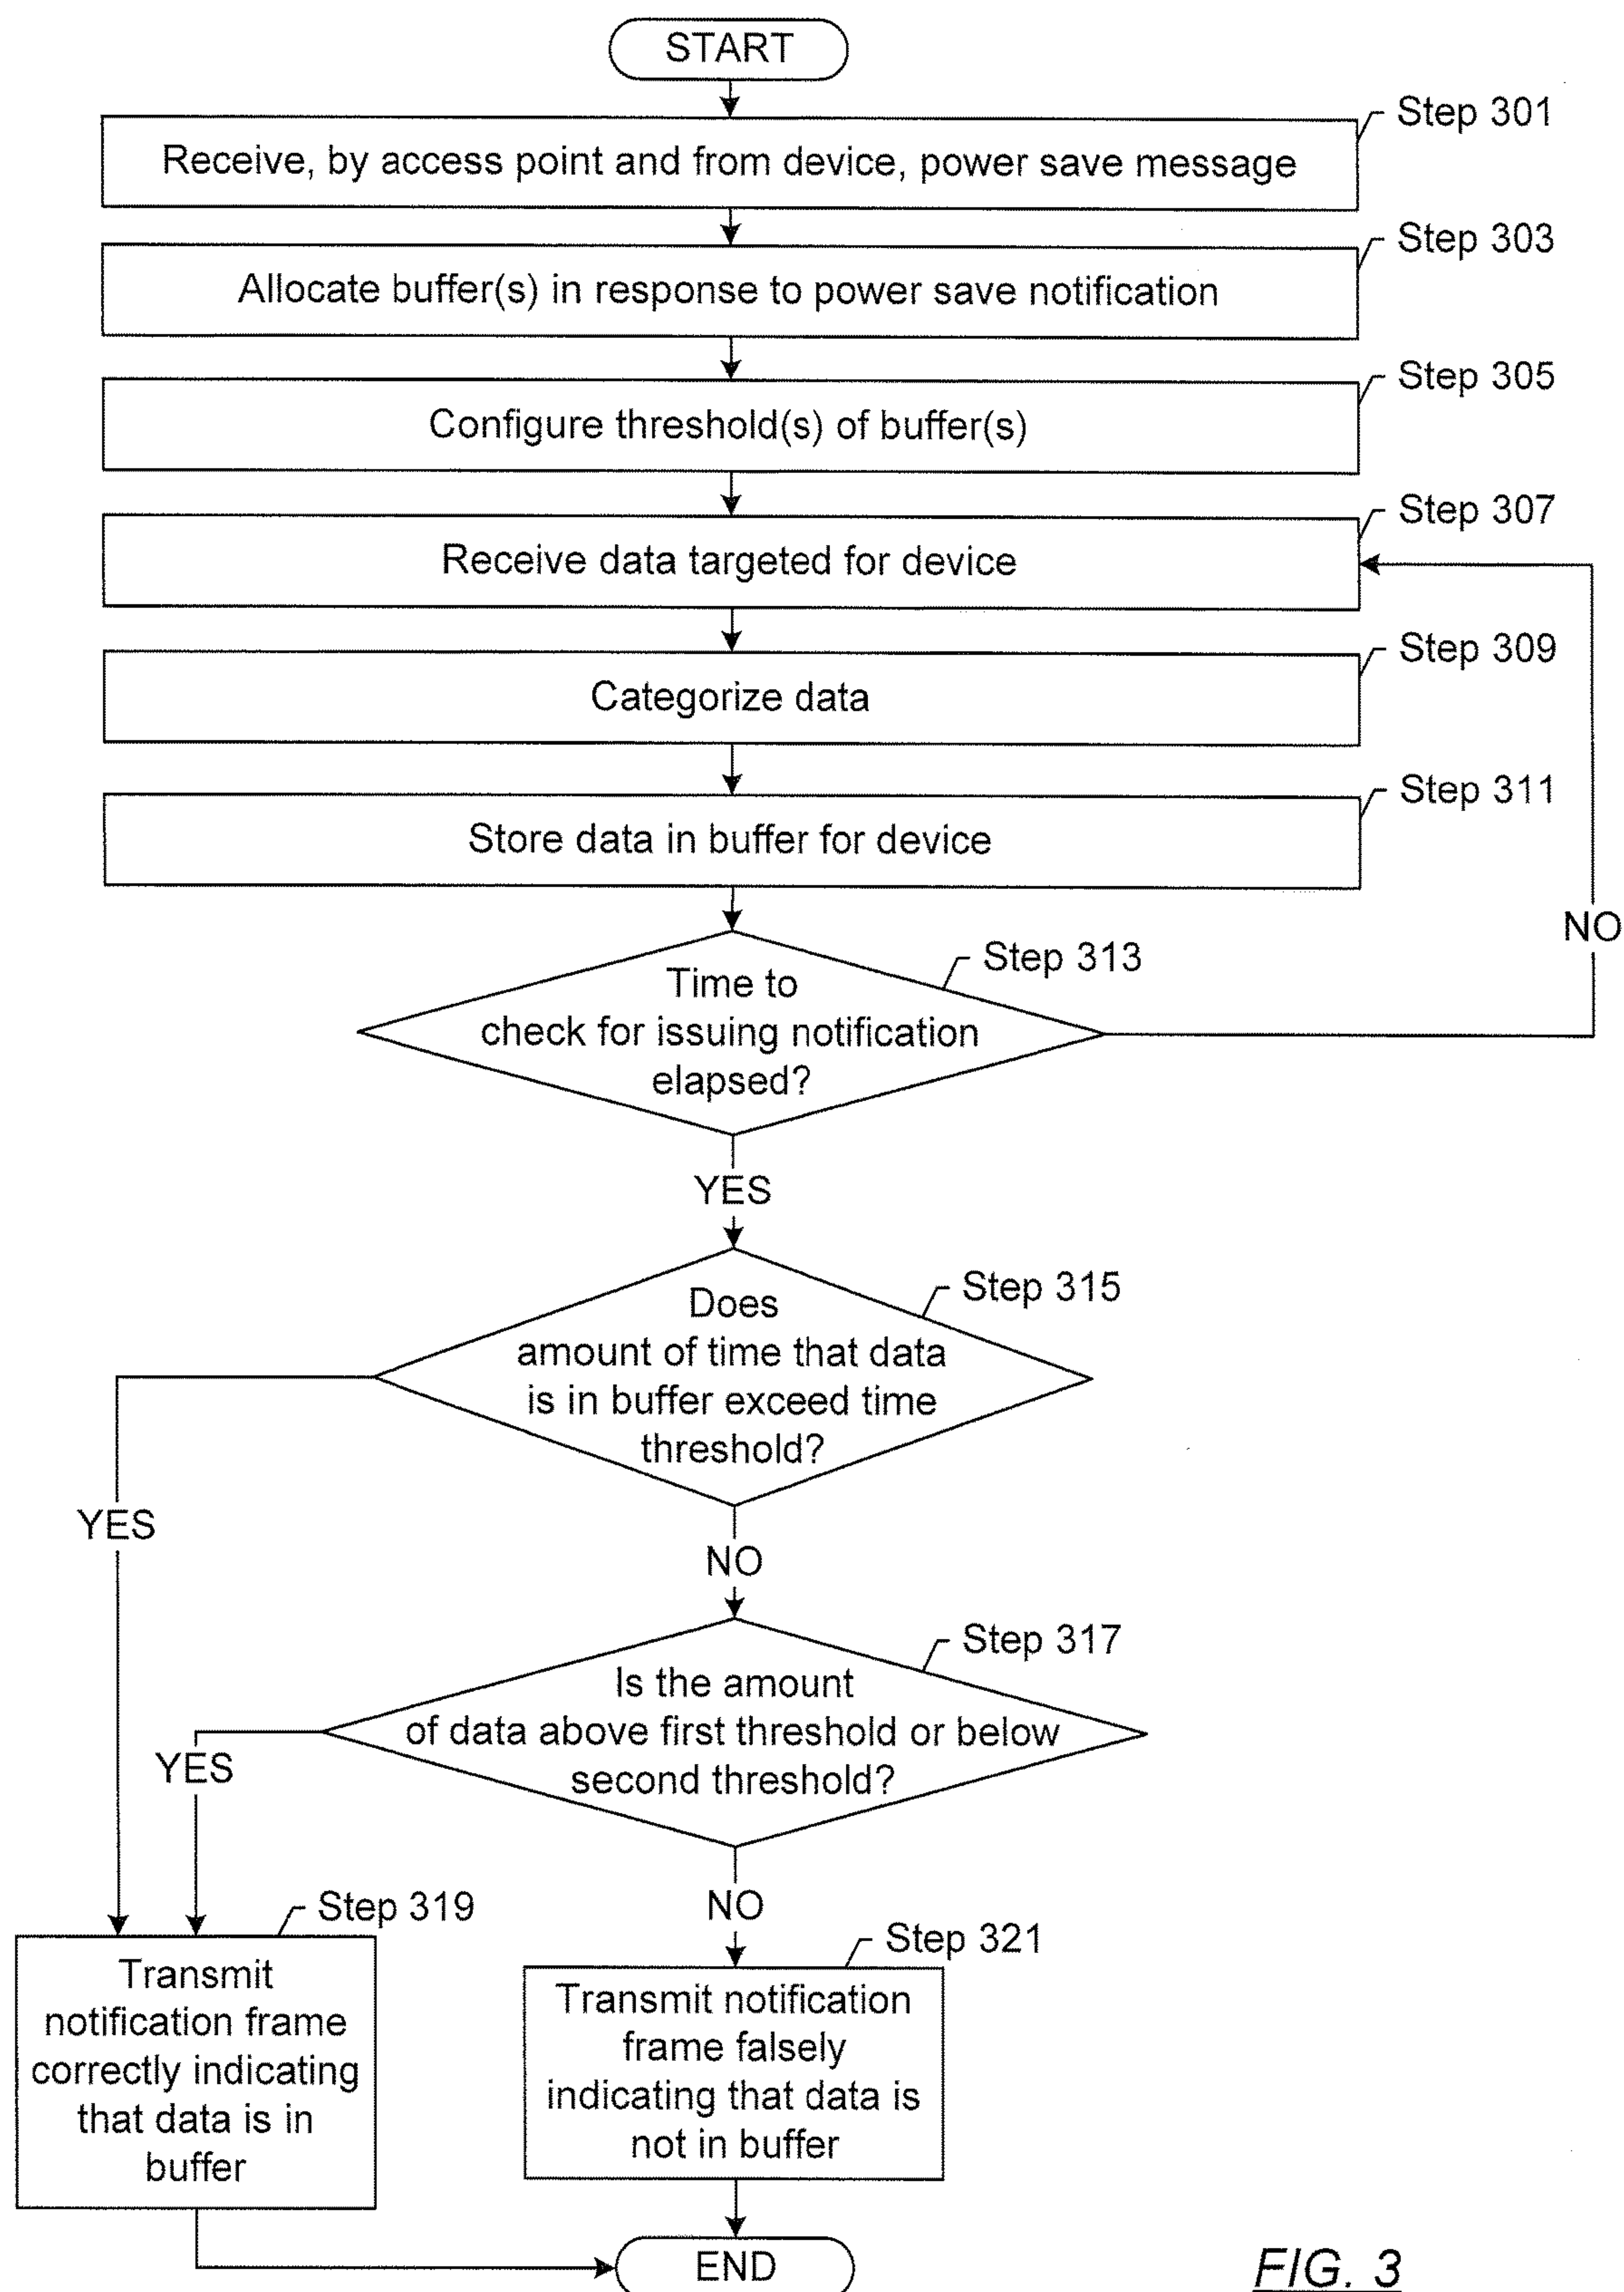 START
Step 301
Receive, by access point and from device, power save message
Step 303
Allocate buffer(s) in response to power save notification
Step 305
Configure threshold(s) of buffer(s)
Step 307
Receive data targeted for device
Step 309
Categorize data
Step 311
Store data in buffer for device
NO
Step 313
Time to
check for issuing notification
elapsed?
YES
Step 315
Does
amount of time that data
is in buffer exceed time
threshold?
YES
NO
Step 317
Is the amount
of data above first threshold or below
second threshold?
YES
NO
Step 319
Transmit
notification frame
correctly indicating
that data is in
buffer
Step 321
Transmit notification
frame falsely
indicating that data is
not in buffer
END
FIG. 3